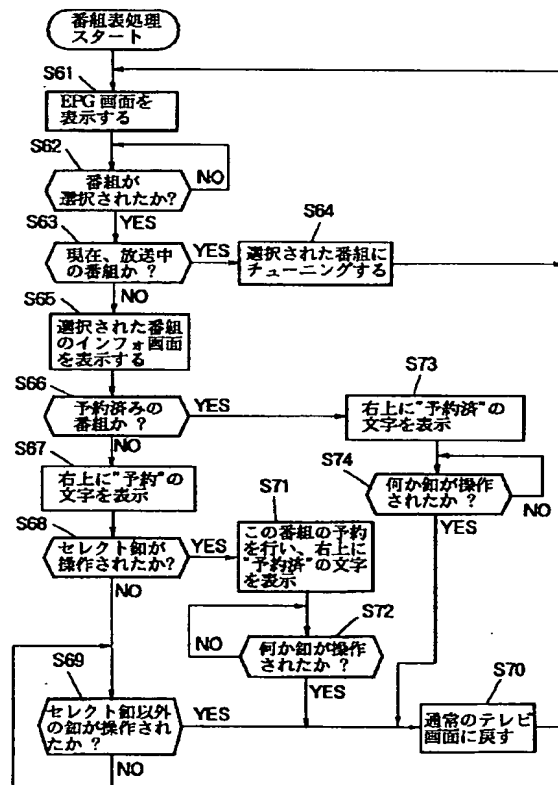 番組表処理
スタート
S61
EPG 画面を
表示する
S62
番組が
選択されたか?
NO
YES
S63
現在、放送中
の番組か ?
YES
NO
S64
選択された番組に
チューニングする
S65
選択された番組
のインフォ画面
を表示する
S66
予約済みの
番組か ?
YES
NO
S73
右上に"予約済"の
文字を表示
S67
右上に"予約"の
文字を表示
S74
何か釦が操作
されたか ?
NO
YES
S68
セレクト釦が
操作されたか?
YES
NO
S71
この番組の予約
を行い、右上に
"予約済"の文字
を表示
S72
何か釦が操作
されたか ?
NO
YES
S69
セレクト釦以外
の釦が操作され
たか ?
YES
NO
S70
通常のテレビ
画面に戻す